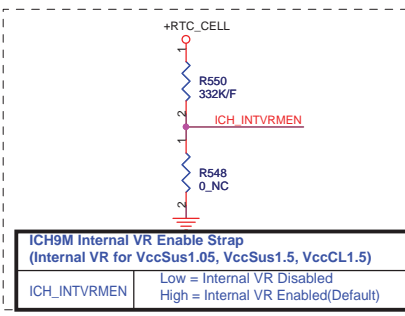 +RTC_CELL
1
R550
332K/F
2
ICH_INTVRMEN
1
R548
0_NC
2
ICH9M Internal VR Enable Strap
(Internal VR for VccSus1.05, VccSus1.5, VccCL1.5)
ICH_INTVRMEN
Low = Internal VR Disabled
High = Internal VR Enabled(Default)